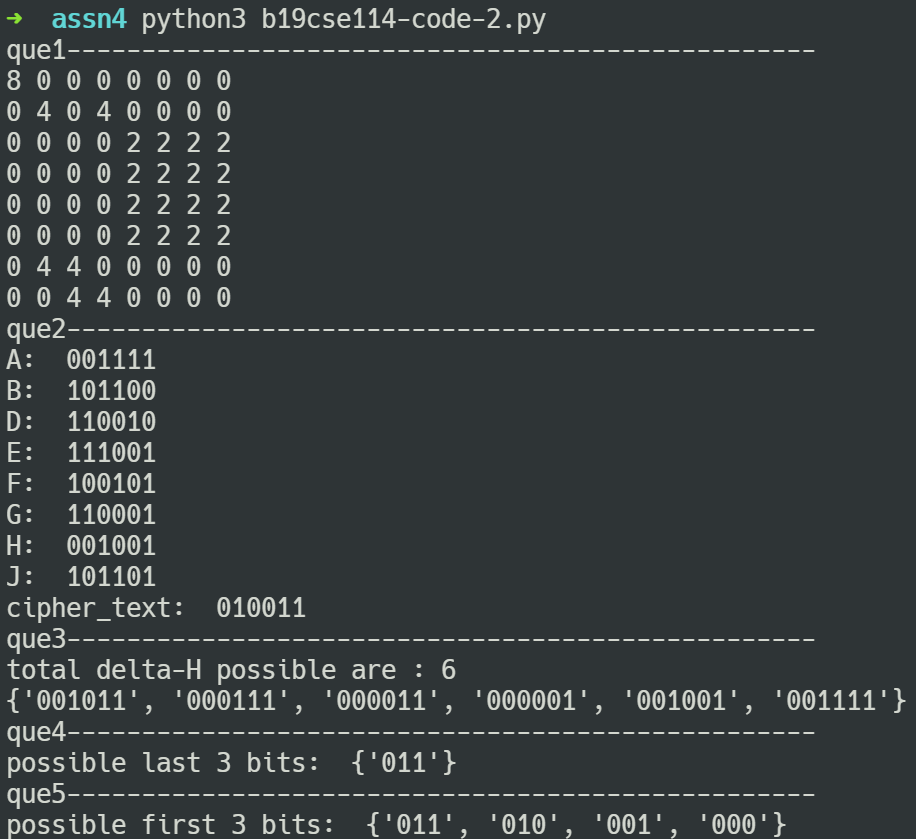 ➜  assn4 python3 b19cse114-code-2.py
que1--------------------------------------------------
8 0 0 0 0 0 0 0
0 4 0 4 0 0 0 0
0 0 0 0 2 2 2 2
0 0 0 0 2 2 2 2
0 0 0 0 2 2 2 2
0 0 0 0 2 2 2 2
0 4 4 0 0 0 0 0
0 0 4 4 0 0 0 0
que2--------------------------------------------------
A:  001111
B:  101100
D:  110010
E:  111001
F:  100101
G:  110001
H:  001001
J:  101101
cipher_text:  010011
que3--------------------------------------------------
total delta-H possible are : 6
{'001011', '000111', '000011', '000001', '001001', '001111'}
que4--------------------------------------------------
possible last 3 bits:  {'011'}
que5--------------------------------------------------
possible first 3 bits:  {'011', '010', '001', '000'}